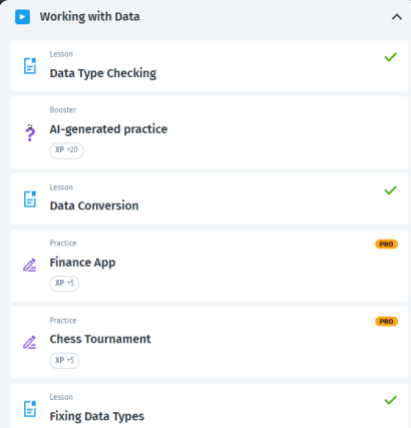 Working with Data
Lesson
Data Type Checking
Booster
AI-generated practice
XP +20
Lesson
Data Conversion
Practice
PRO
Finance App
XP +5
Practice
PRO
Chess Tournament
XP +5
Lesson
Fixing Data Types